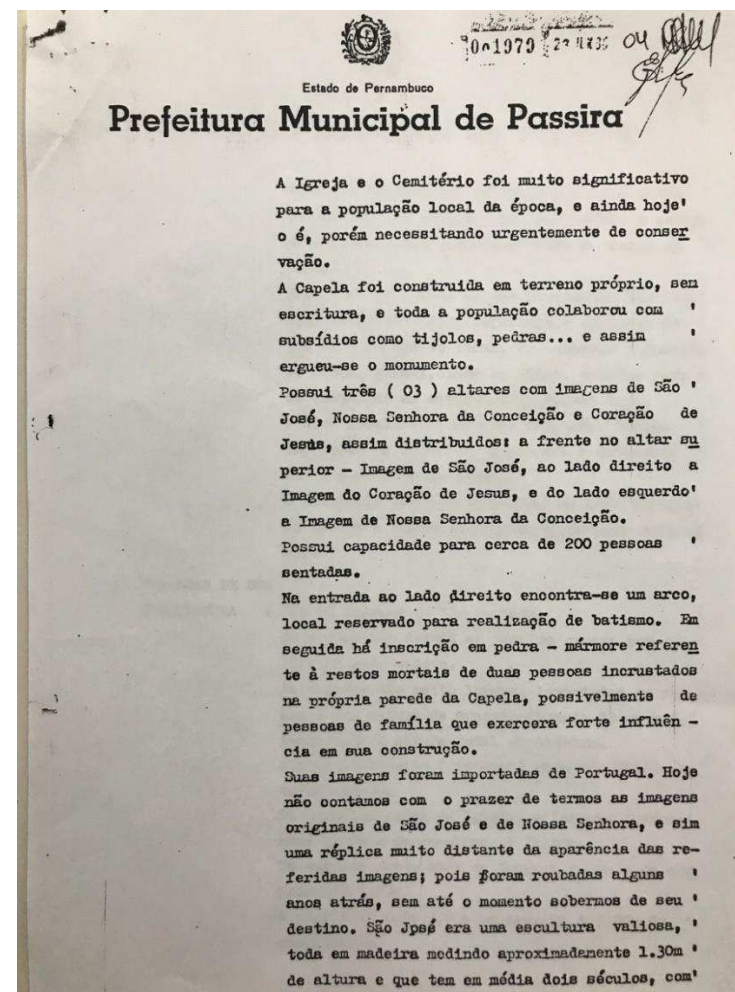 001979
04
Estado de Pernambuco
Prefeitura Municipal de Passira
A Igreja e o Cemitério foi muito significativo
para a população local da época, e ainda hoje'
o é, porém necessitando urgentemente de conser
vação.
A Capela foi construida em terreno próprio, sem
escritura, e toda a população colaborou com '
subsídios como tijolos, pedras... e assim '
ergueu-se o monumento.
Possui três ( 03 ) altares com imagens de São '
José, Nossa Senhora da Conceição e Coração de
Jesus, assim distribuidos: a frente no altar su
perior - Imagem de São José, ao lado direito a
Imagem do Coração de Jesus, e do lado esquerdo'
a Imagem de Nossa Senhora da Conceição.
Possui capacidade para cerca de 200 pessoas '
sentadas.
Na entrada ao lado direito encontra-se um arco,
local reservado para realização de batismo. Em
seguida há inscrição em pedra - mármore referen
te à restos mortais de duas pessoas incrustados
na própria parede da Capela, possivelmente de
pessoas de família que exercera forte influên -
cia em sua construção.
Suas imagens foram importadas de Portugal. Hoje
não contamos com o prazer de termos as imagens
originais de São José e de Nossa Senhora, e sim
uma réplica muito distante da aparência das re-
feridas imagens; pois foram roubadas alguns '
anos atrás, sem até o momento sobermos de seu '
destino. São Jpsé era uma escultura valiosa, '
toda em madeira medindo aproximadamente 1.30m '
de altura e que tem em média dois séculos, com'